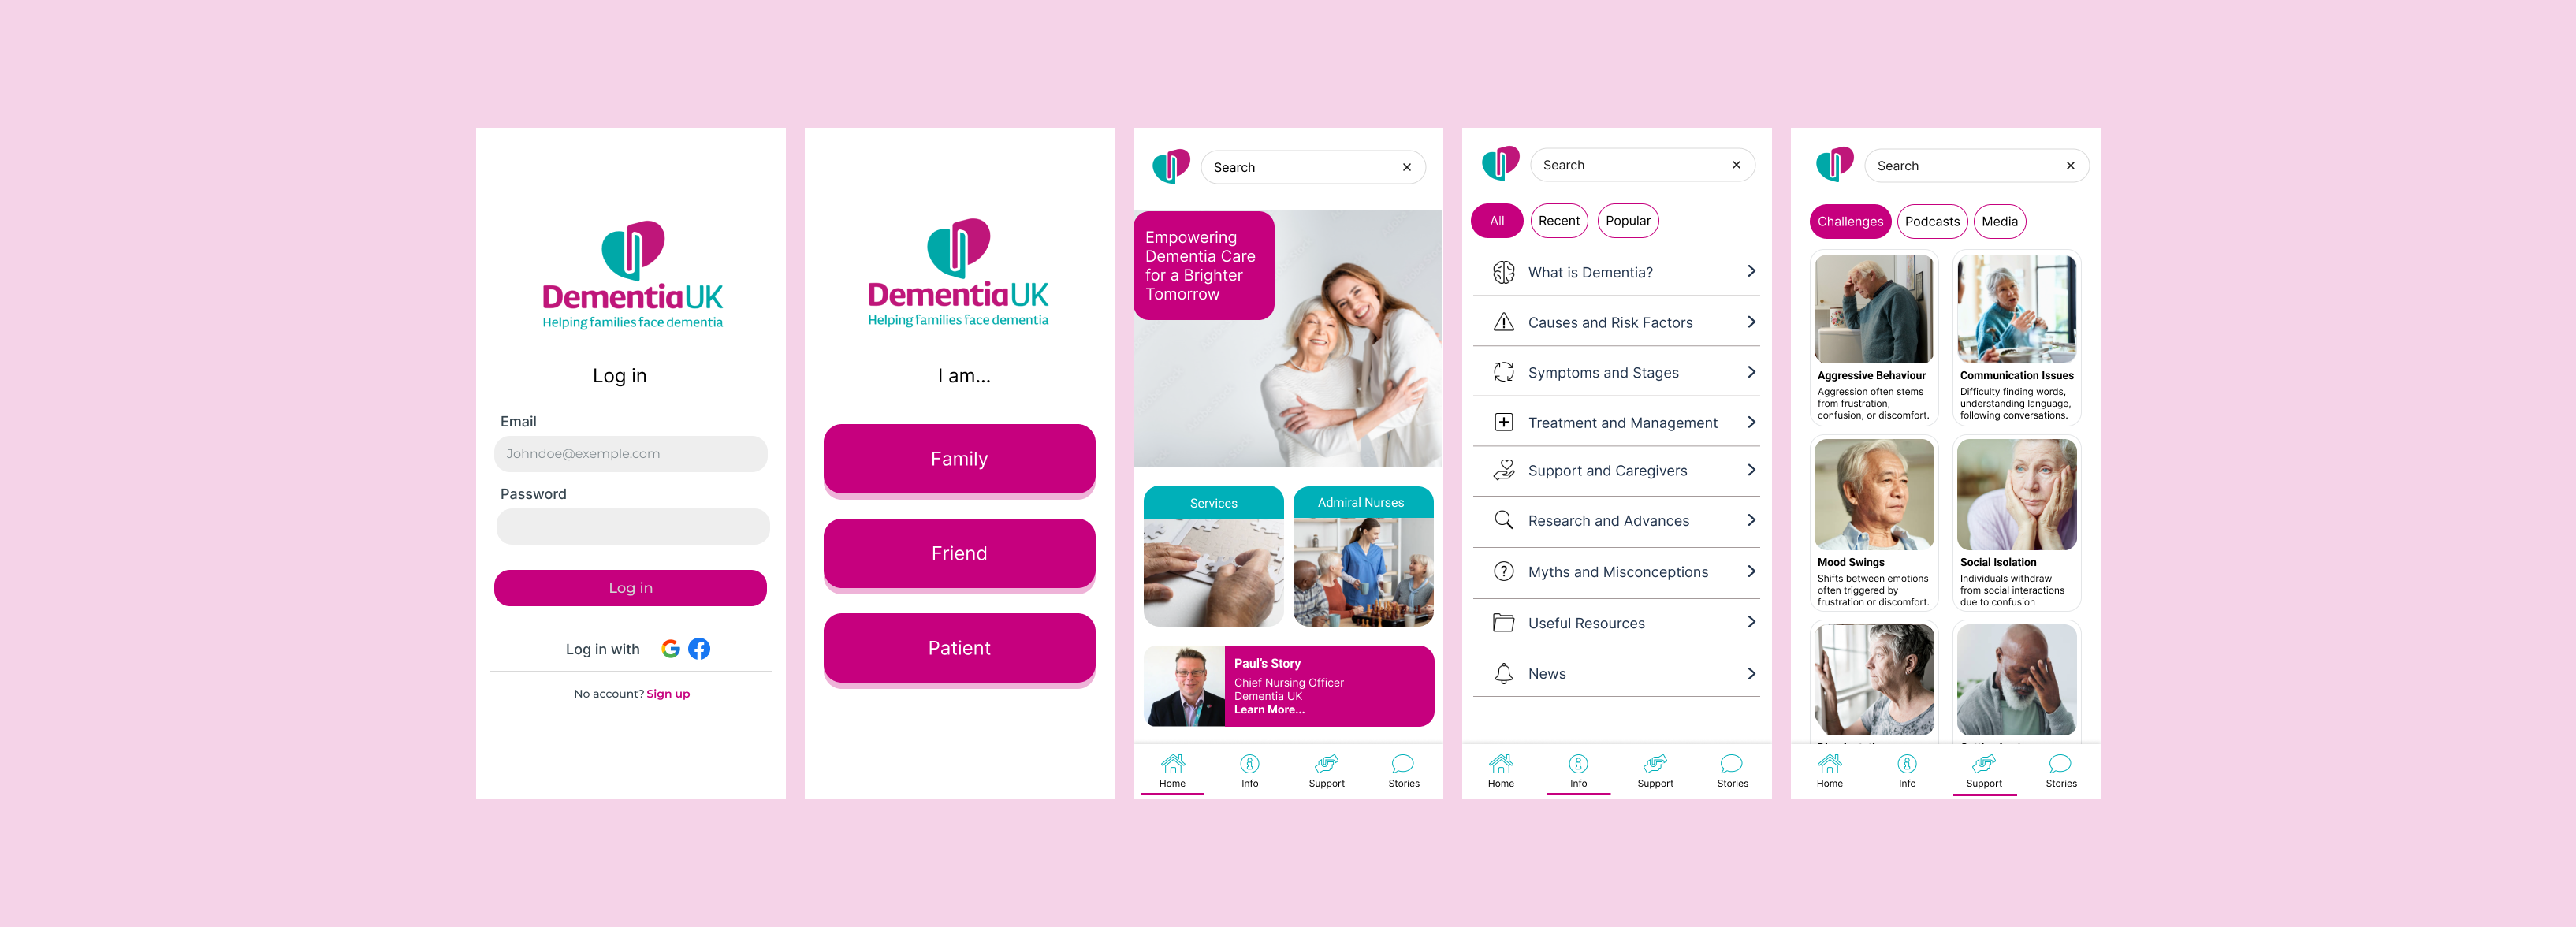 DementiaUK
Helping families face dementia
Log in
Email
Johndoe@exemple.com
Password
Log in
Log in with
No account? Sign up
DementiaUK
Helping families face dementia
I am...
Family
Friend
Patient
Search
Empowering
Dementia Care
for a Brighter
Tomorrow
Services
Admiral Nurses
Paul's Story
Chief Nursing Officer
Dementia UK
Learn More...
Home
Info
Support
Stories
Search
All
Recent
Popular
What is Dementia?
Causes and Risk Factors
Symptoms and Stages
Treatment and Management
Support and Caregivers
Research and Advances
Myths and Misconceptions
Useful Resources
News
Home
Info
Support
Stories
Search
Challenges
Podcasts
Media
Aggressive Behaviour
Aggression often stems
from frustration,
confusion, or discomfort.
Communication Issues
Difficulty finding words,
understanding language,
following conversations.
Mood Swings
Shifts between emotions
often triggered by
frustration or discomfort.
Social Isolation
Individuals withdraw
from social interactions
due to confusion
Home
Info
Support
Stories